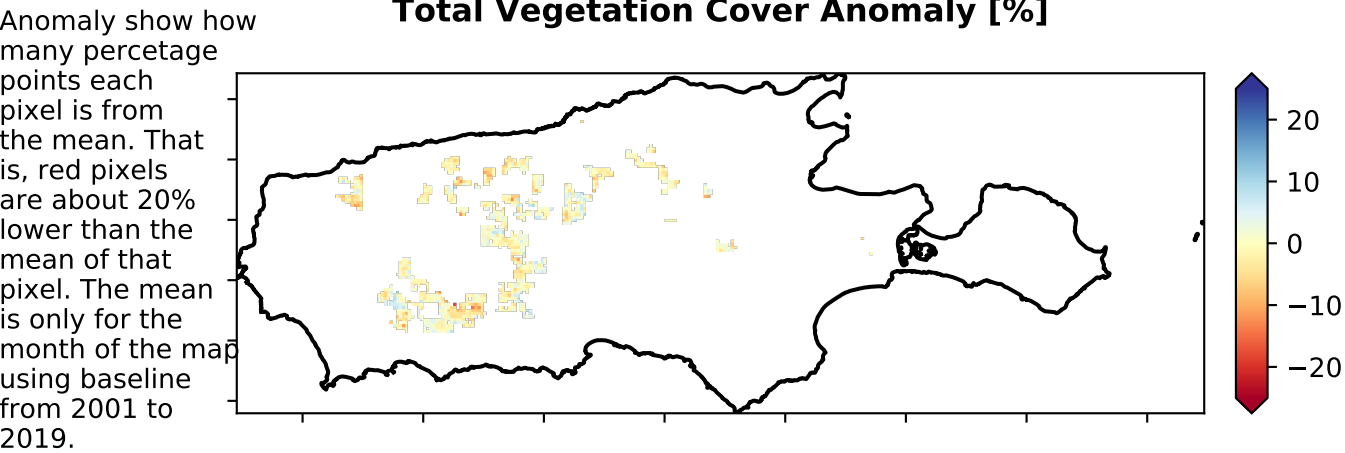 Total Vegetation Cover Anomaly [%]
Anomaly show how
many percetage
points each
pixel is from
the mean. That
is, red pixels
are about 20%
lower than the
mean of that
pixel. The mean
is only for the
month of the map
using baseline
from 2001 to
2019.
20
10
0
−10
−20